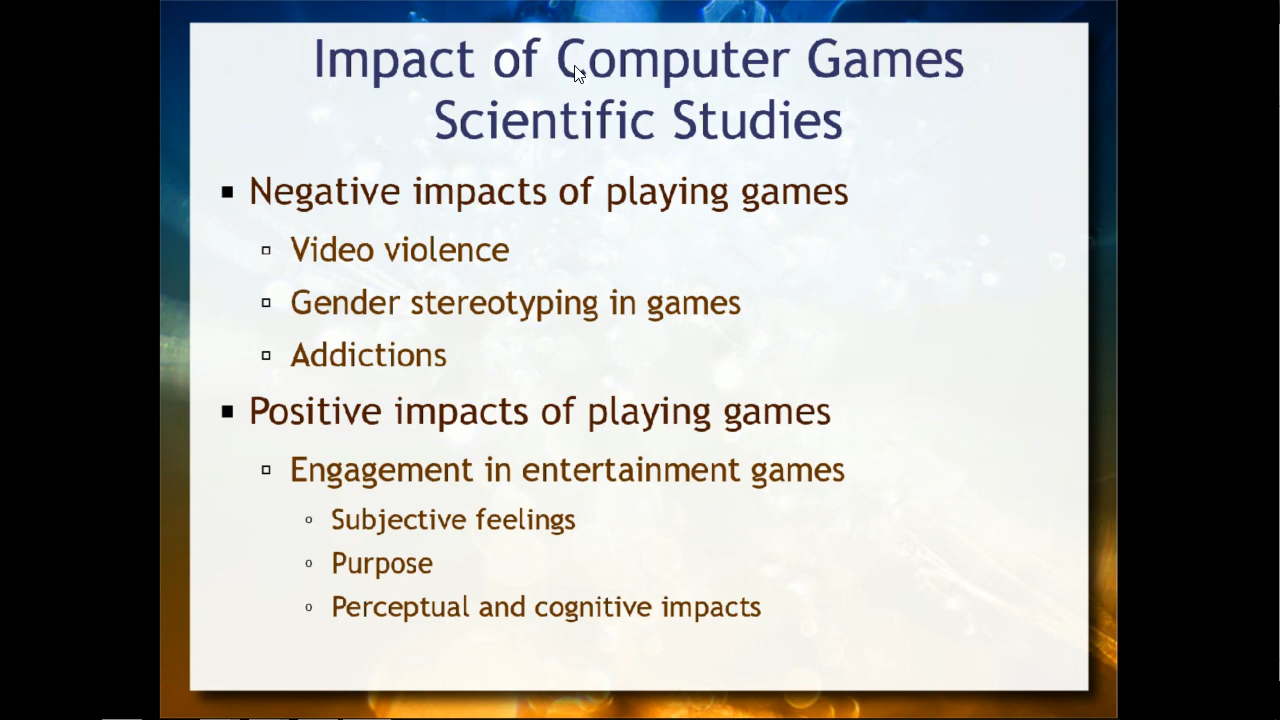 Impact of Computer Games
Scientific Studies
Negative impacts of playing games
Video violence
Gender stereotyping in games
Addictions
Positive impacts of playing games
Engagement in entertainment games
Subjective feelings
Purpose
Perceptual and cognitive impacts